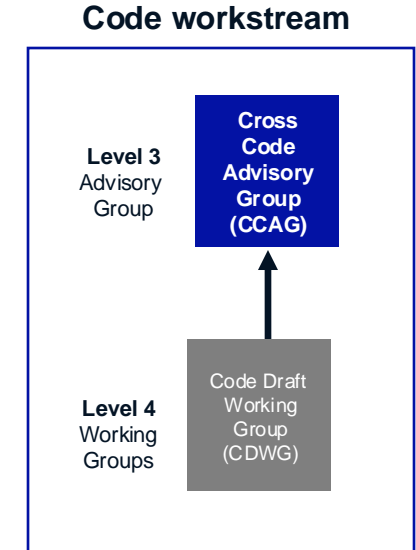 Code workstream
Level 3
Advisory
Group
Cross
Code
Advisory
Group
(CCAG)
Level 4
Working
Groups
Code Draft
Working
Group
(CDWG)